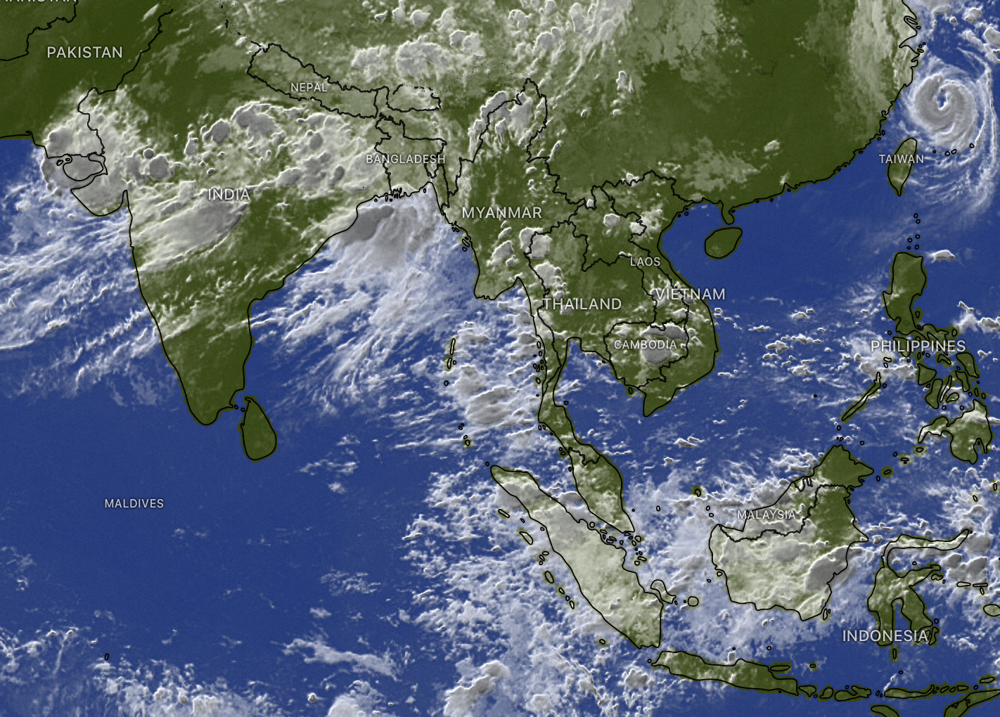 PAKISTAN
NEPAL
BANGLADESH
TAIWAN
INDIA
MYANMAR
LAOS
VIETNAM
THAILAND
CAMBODIA
PHILIPPINES
MALDIVES
MALAYSIA
INDONESIA